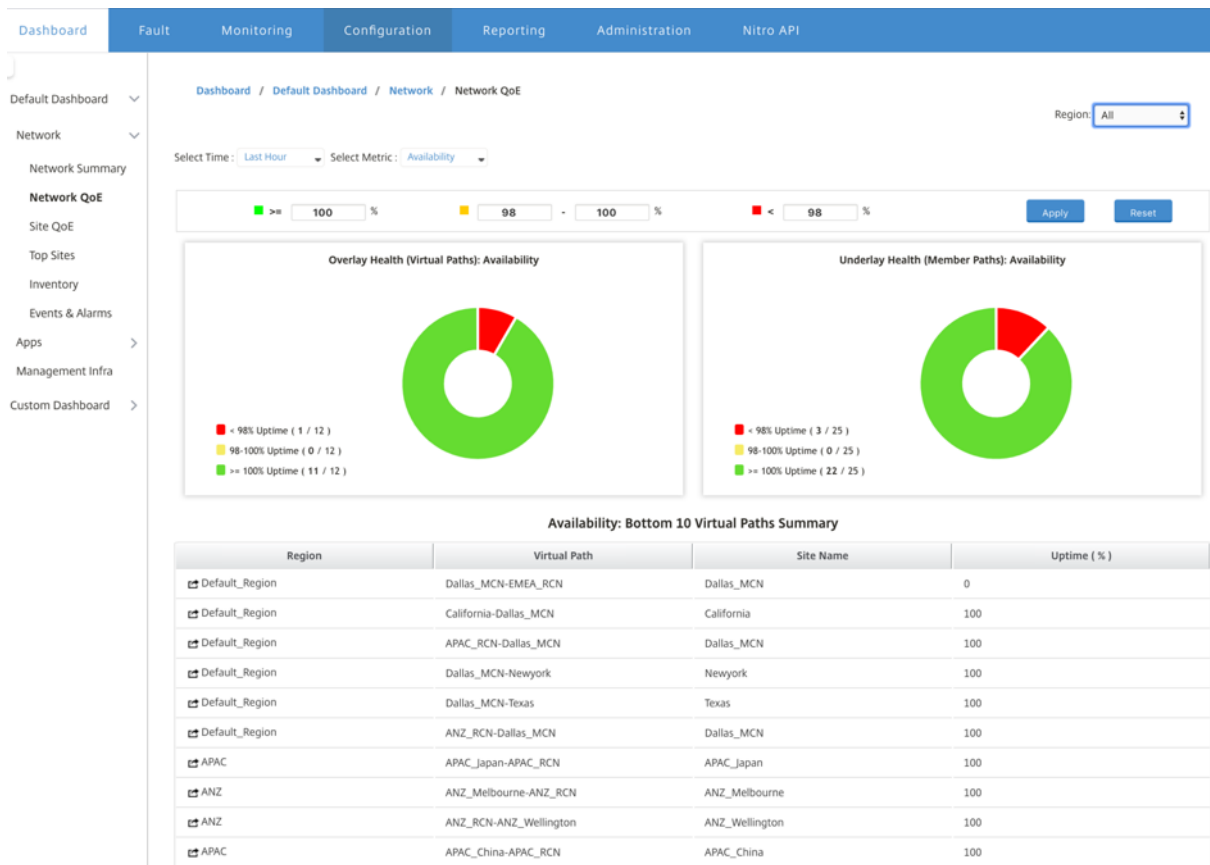 Dashboard Fault Monitoring Configuration Reporting Administration Nitro API
Default Dashboard
Network
Network Summary
Network QoE
Site QoE
Top Sites
Inventory
Events & Alarms
Apps
Management Infra
Custom Dashboard
Dashboard / Default Dashboard / Network / Network QoE
Region: All
Select Time : Last Hour Select Metric : Availability
>= 100 % 98 - 100 % < 98 % Apply Reset
Overlay Health (Virtual Paths): Availability
< 98% Uptime ( 1 / 12 )
98-100% Uptime ( 0 / 12 )
>= 100% Uptime ( 11 / 12 )
Underlay Health (Member Paths): Availability
< 98% Uptime ( 3 / 25 )
98-100% Uptime ( 0 / 25 )
>= 100% Uptime ( 22 / 25 )
Availability: Bottom 10 Virtual Paths Summary
Region Virtual Path Site Name Uptime ( % )
Default_Region Dallas_MCN-EMEA_RCN Dallas_MCN 0
Default_Region California-Dallas_MCN California 100
Default_Region APAC_RCN-Dallas_MCN Dallas_MCN 100
Default_Region Dallas_MCN-Newyork Newyork 100
Default_Region Dallas_MCN-Texas Texas 100
Default_Region ANZ_RCN-Dallas_MCN Dallas_MCN 100
APAC APAC_Japan-APAC_RCN APAC_Japan 100
ANZ ANZ_Melbourne-ANZ_RCN ANZ_Melbourne 100
ANZ ANZ_RCN-ANZ_Wellington ANZ_Wellington 100
APAC APAC_China-APAC_RCN APAC_China 100